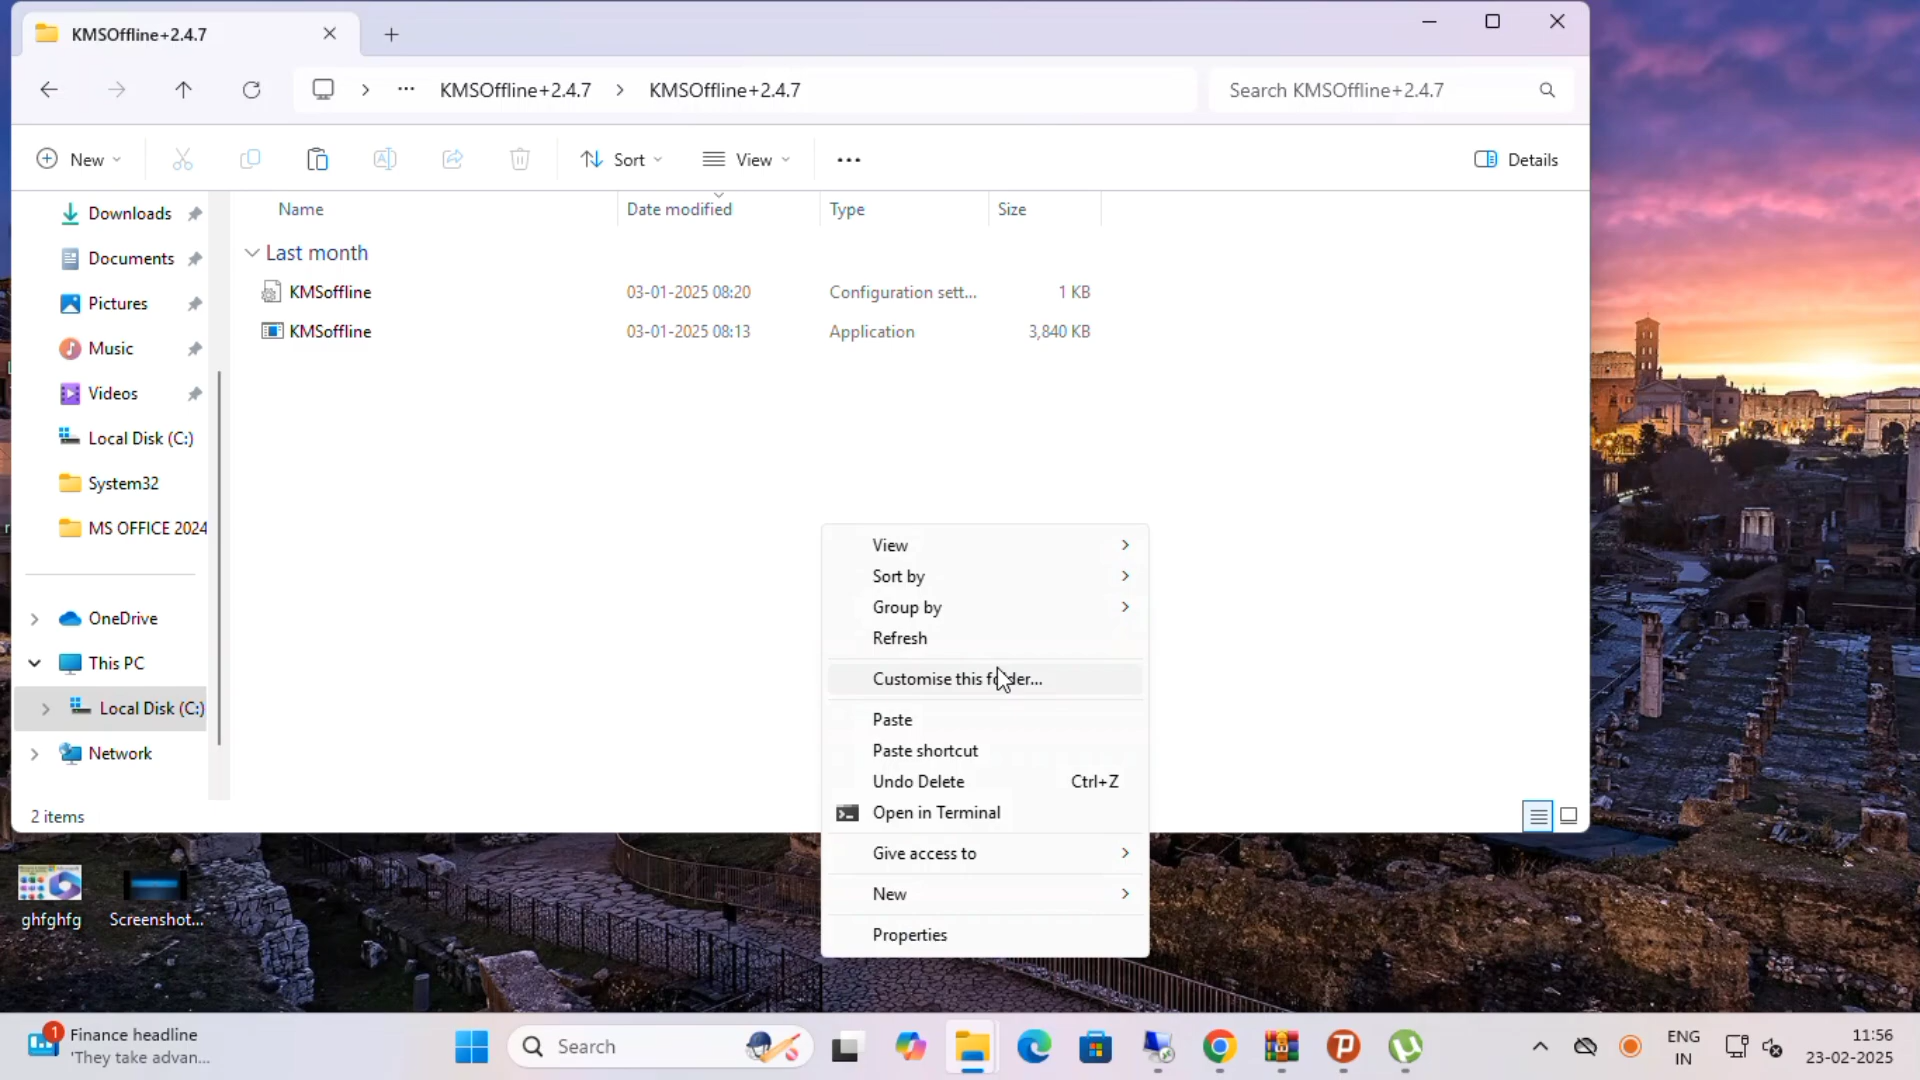 KMSOffline+2.4.7
KMSOffline+2.4.7 KMSOffline+2.4.7
Search KMSOffline+2.4.7
New
Sort
View
Details
Downloads
Documents
Pictures
Music
Videos
Local Disk (C:)
System32
MS OFFICE 2024
OneDrive
This PC
Local Disk (C:)
Network
Name Date modified Type Size
Last month
KMSoffline 03-01-2025 08:20 Configuration sett... 1 KB
KMSoffline 03-01-2025 08:13 Application 3,840 KB
View
Sort by
Group by
Refresh
Customise this folder...
Paste
Paste shortcut
Undo Delete Ctrl+Z
Open in Terminal
Give access to
New
Properties
2 items
ghfghfg
Screenshot...
1
Finance headline
'They take advan...
Search
ENG
IN
11:56
23-02-2025